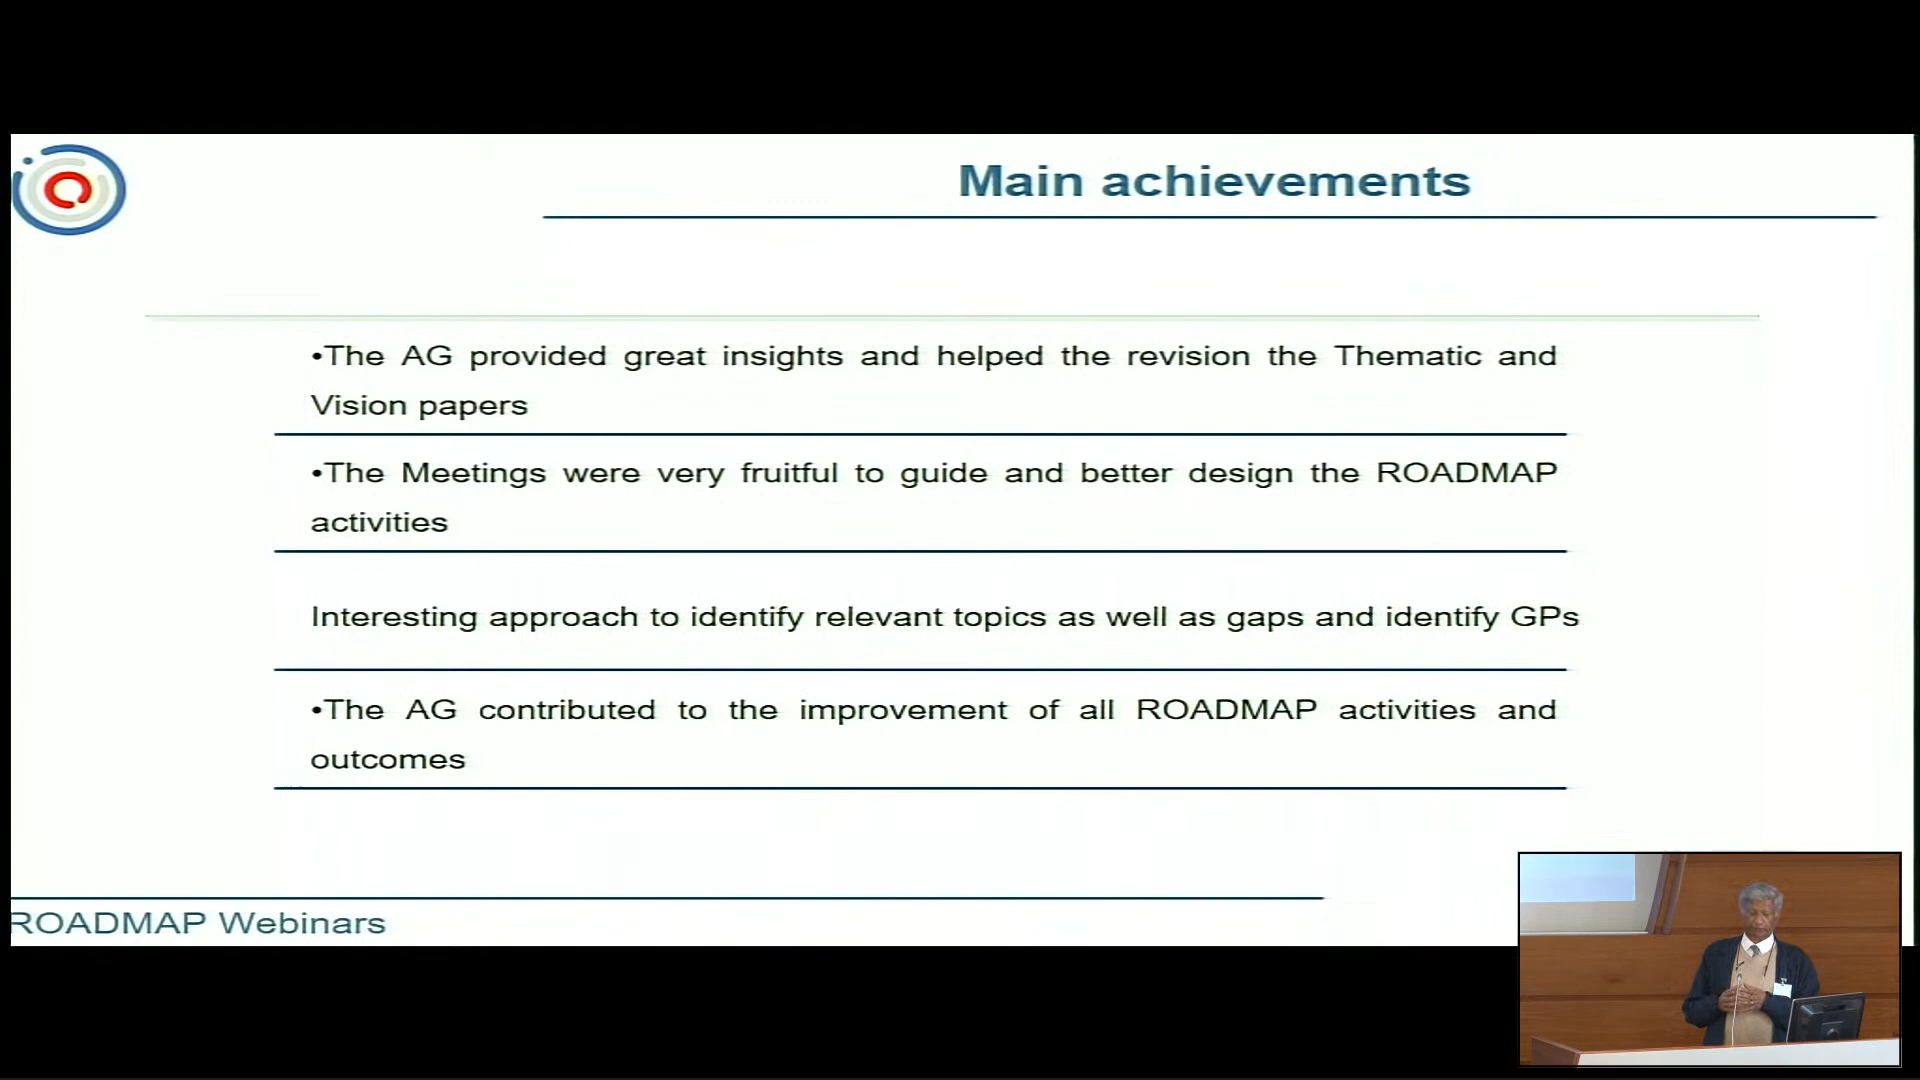 Main achievements
•The AG provided great insights and helped the revision the Thematic and
Vision papers
•The Meetings were very fruitful to guide and better design the ROADMAP
activities
Interesting approach to identify relevant topics as well as gaps and identify GPs
•The AG contributed to the improvement of all ROADMAP activities and
outcomes
ROADMAP Webinars